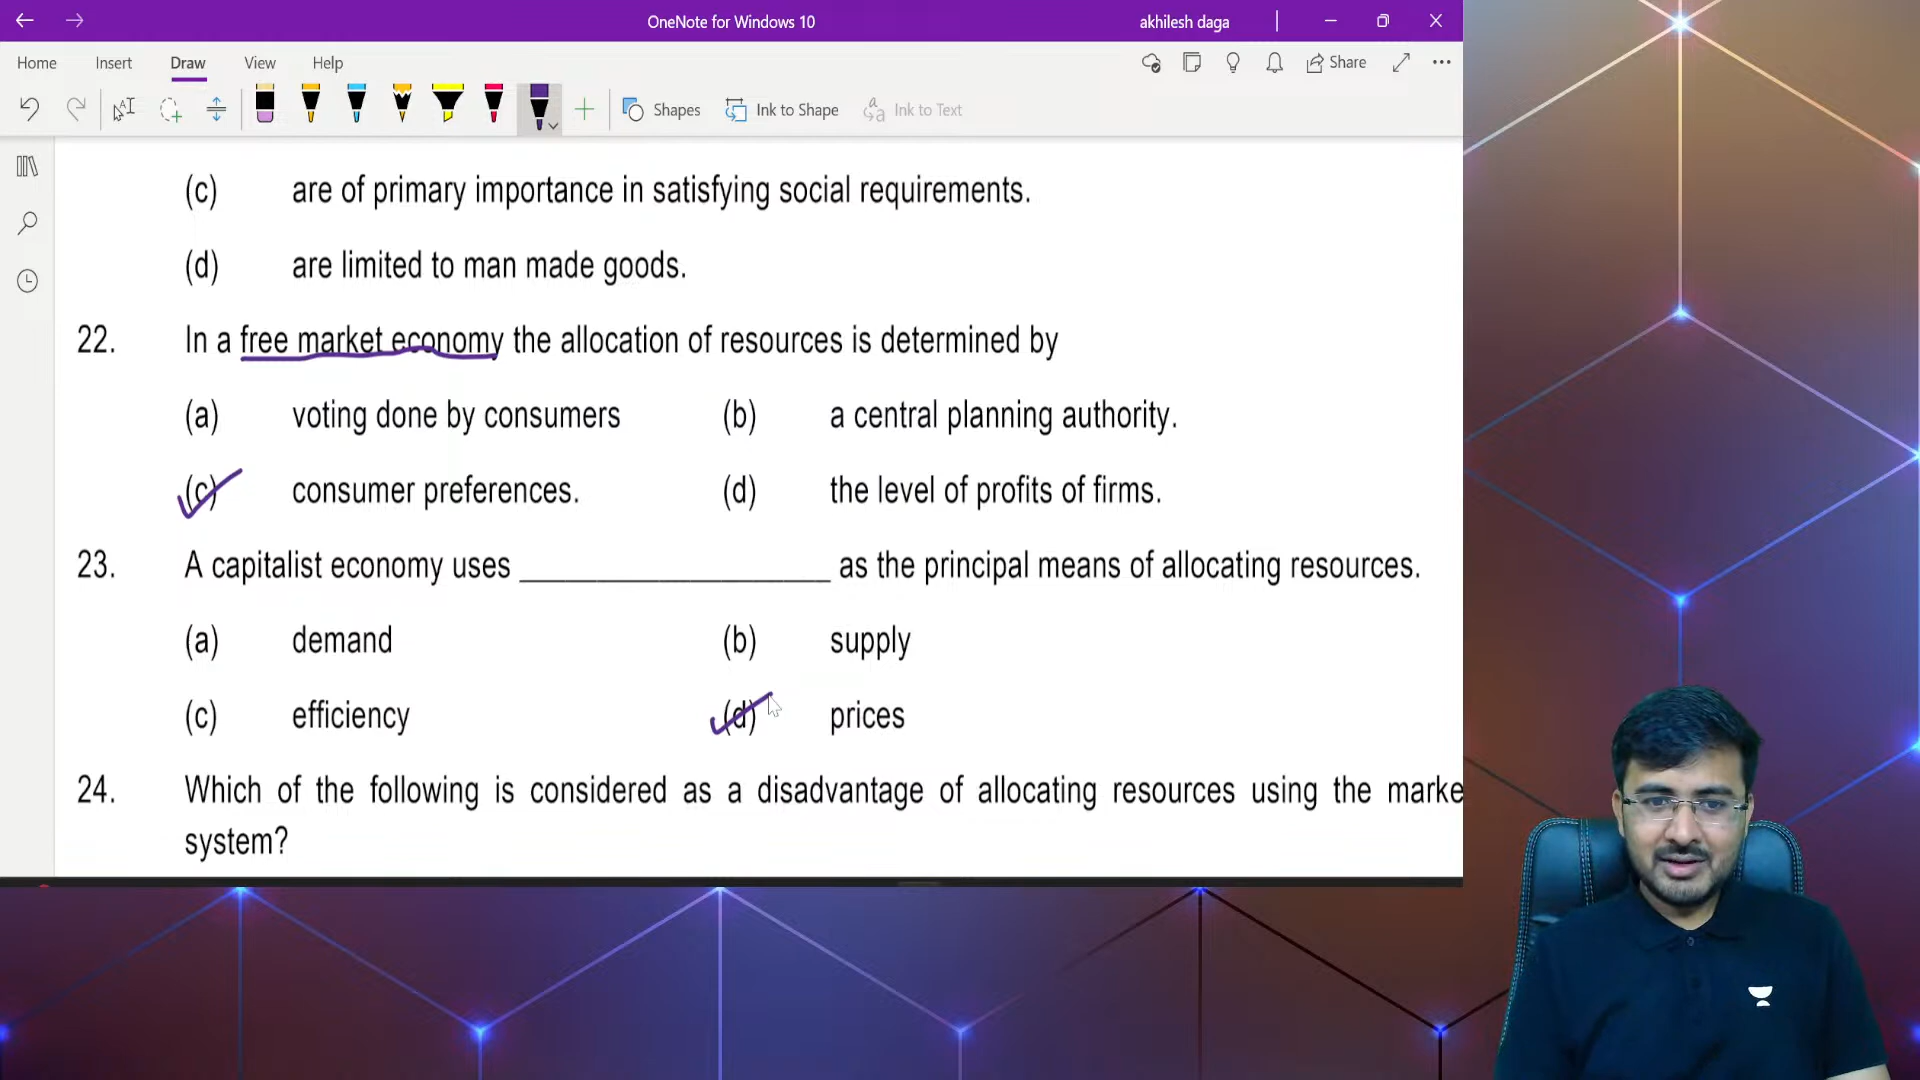 OneNote for Windows 10
akhilesh daga
Home Insert Draw View Help
Share
Shapes Ink to Shape Ink to Text
(c) are of primary importance in satisfying social requirements.
(d) are limited to man made goods.
22. In a free market economy the allocation of resources is determined by
(a) voting done by consumers (b) a central planning authority.
(c) consumer preferences. (d) the level of profits of firms.
23. A capitalist economy uses ____________________ as the principal means of allocating resources.
(a) demand (b) supply
(c) efficiency (d) prices
24. Which of the following is considered as a disadvantage of allocating resources using the marke
system?